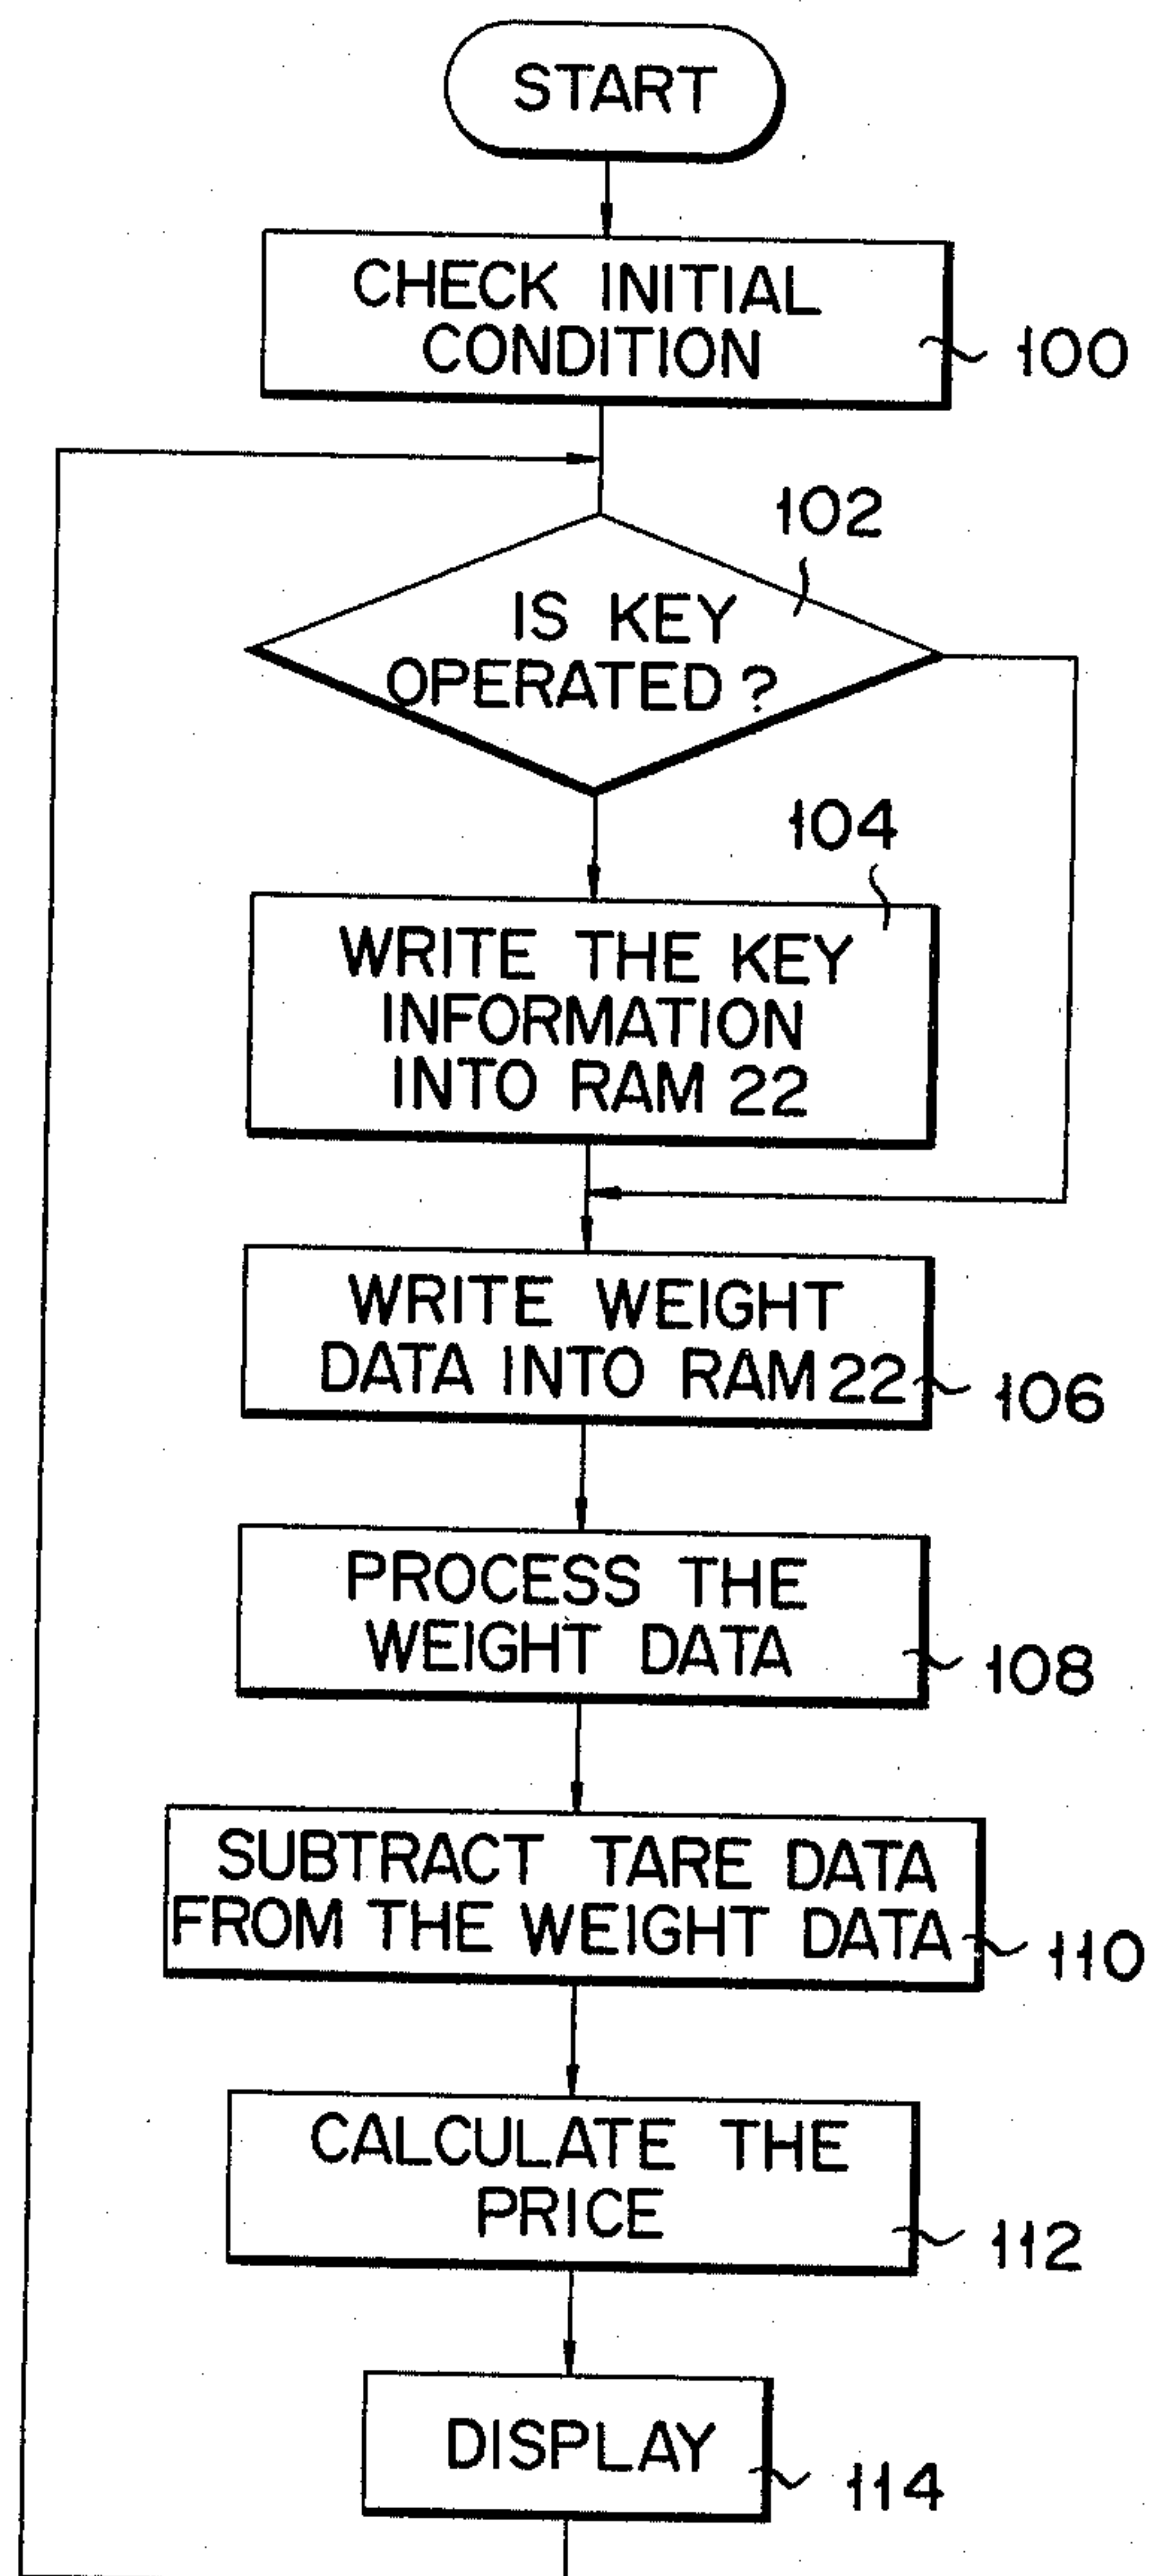 START
CHECK INITIAL
CONDITION
100
102
IS KEY
OPERATED ?
104
WRITE THE KEY
INFORMATION
INTO RAM 22
WRITE WEIGHT
DATA INTO RAM 22
106
PROCESS THE
WEIGHT DATA
108
SUBTRACT TARE DATA
FROM THE WEIGHT DATA
110
CALCULATE THE
PRICE
112
DISPLAY
114